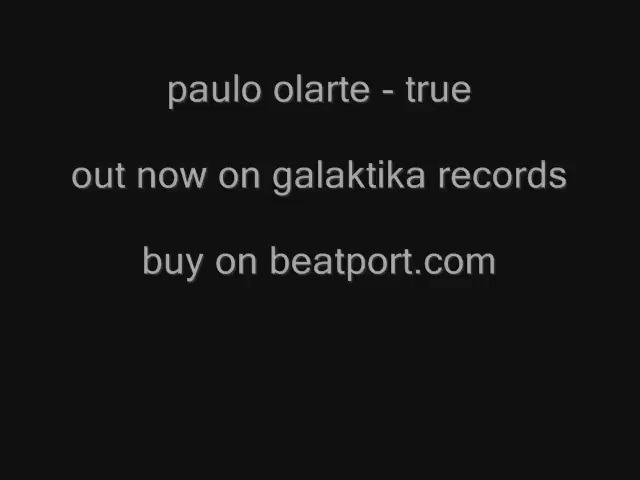 paulo olarte - true
out now on galaktika records
buy on beatport.com